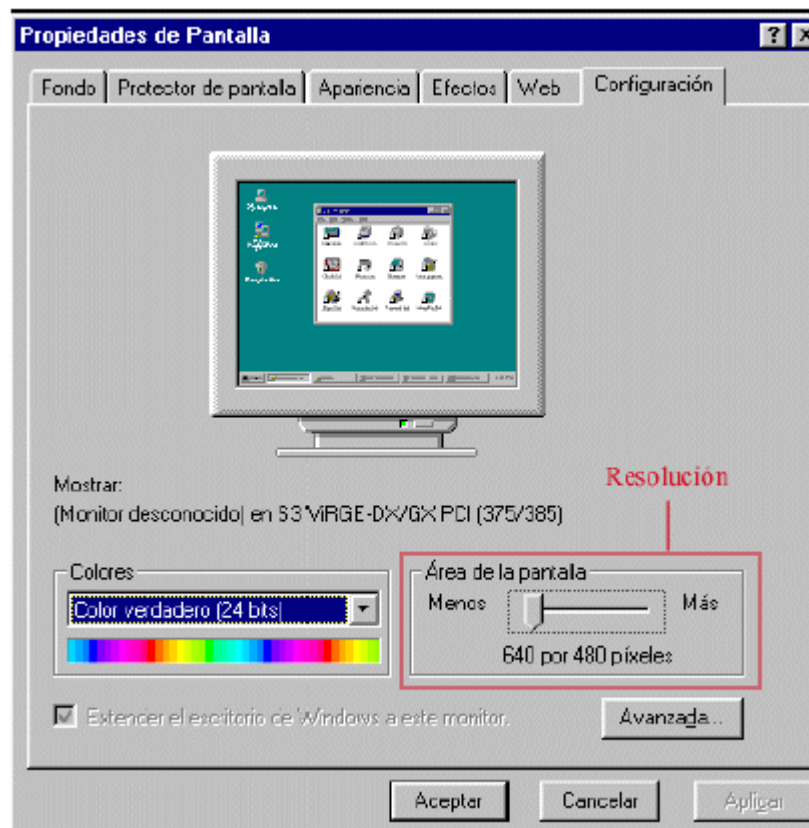 Propiedades de Pantalla
Fondo Protector de pantalla Apariencia Efectos Web Configuración
Mostrar:
(Monitor desconocido) en S3 ViRGE-DX/GX PCI (375/385)
Resolución
Colores
Color verdadero (24 bits)
Área de la pantalla
Menos Más
640 por 480 píxeles
Extender el escritorio de Windows a este monitor.
Avanzada...
Aceptar Cancelar Aplicar